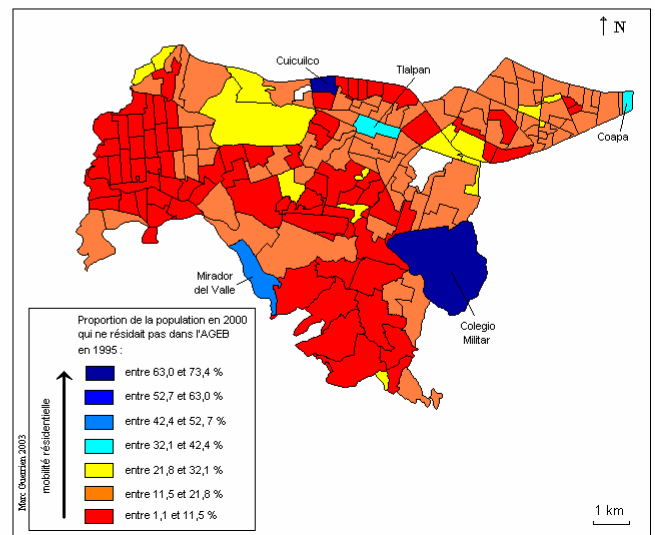 ↑ N
Cuicuilco
Tlalpan
Coapa
Mirador
del Valle
Colegio
Militar
Proportion de la population en 2000
qui ne résidait pas dans l'AGEB
en 1995 :
entre 63,0 et 73,4 %
entre 52,7 et 63,0 %
entre 42,4 et 52,7 %
entre 32,1 et 42,4 %
entre 21,8 et 32,1 %
entre 11,5 et 21,8 %
entre 1,1 et 11,5 %
mobilité résidentielle
Marc Guerrien 2003
1 km